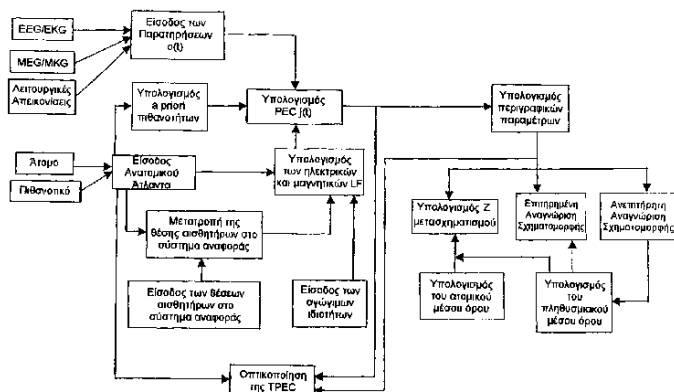 EEG/EKG
MEG/MKG
Λειτουργικές
Απεικονίσεις
Είσοδος των
Παρατηρήσεων
o(t)
Υπολογισμός
a priori
πιθανοτήτων
Υπολογισμός
PEC j(t)
Υπολογισμός
περιγραφικών
παραμέτρων
Άτομο
Πιθανοτικό
Είσοδος
Ανατομικού
Άτλαντα
Υπολογισμός
των ηλεκτρικών
και μαγνητικών LF
Μετατροπή της
θέσης αισθητήρων στο
σύστημα αναφοράς
Υπολογισμός Z
μετασχηματισμού
Επιτηρημένη
Αναγνώριση
Σχηματομορφής
Ανεπιτήρητη
Αναγνώριση
Σχηματομορφής
Είσοδος των θέσεων
αισθητήρων στο
σύστημα αναφοράς
Είσοδος των
αγώγιμων
ιδιοτήτων
Υπολογισμός
του ατομικού
μέσου όρου
Υπολογισμός
του
πληθυσμιακού
μέσου όρου
Οπτικοποίηση
της TPEC